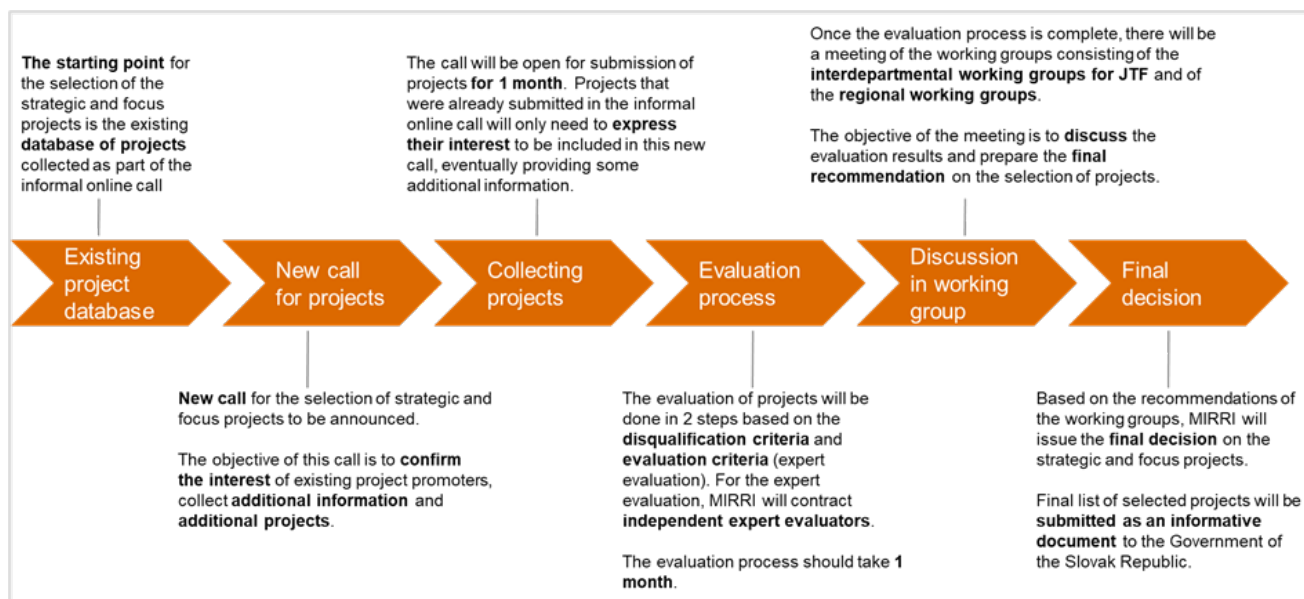 The starting point for
the selection of the
strategic and focus
projects is the existing
database of projects
collected as part of the
informal online call
The call will be open for submission of
projects for 1 month. Projects that
were already submitted in the informal
online call will only need to express
their interest to be included in this new
call, eventually providing some
additional information.
Once the evaluation process is complete, there will be
a meeting of the working groups consisting of the
interdepartmental working groups for JTF and of
the regional working groups.
The objective of the meeting is to discuss the
evaluation results and prepare the final
recommendation on the selection of projects.
Existing
project
database
New call
for projects
Collecting
projects
Evaluation
process
Discussion
in working
group
Final
decision
New call for the selection of strategic and
focus projects to be announced.
The objective of this call is to confirm
the interest of existing project promoters,
collect additional information and
additional projects.
The evaluation of projects will be
done in 2 steps based on the
disqualification criteria and
evaluation criteria (expert
evaluation). For the expert
evaluation, MIRRI will contract
independent expert evaluators.
The evaluation process should take 1
month.
Based on the recommendations of
the working groups, MIRRI will
issue the final decision on the
strategic and focus projects.
Final list of selected projects will be
submitted as an informative
document to the Government of
the Slovak Republic.